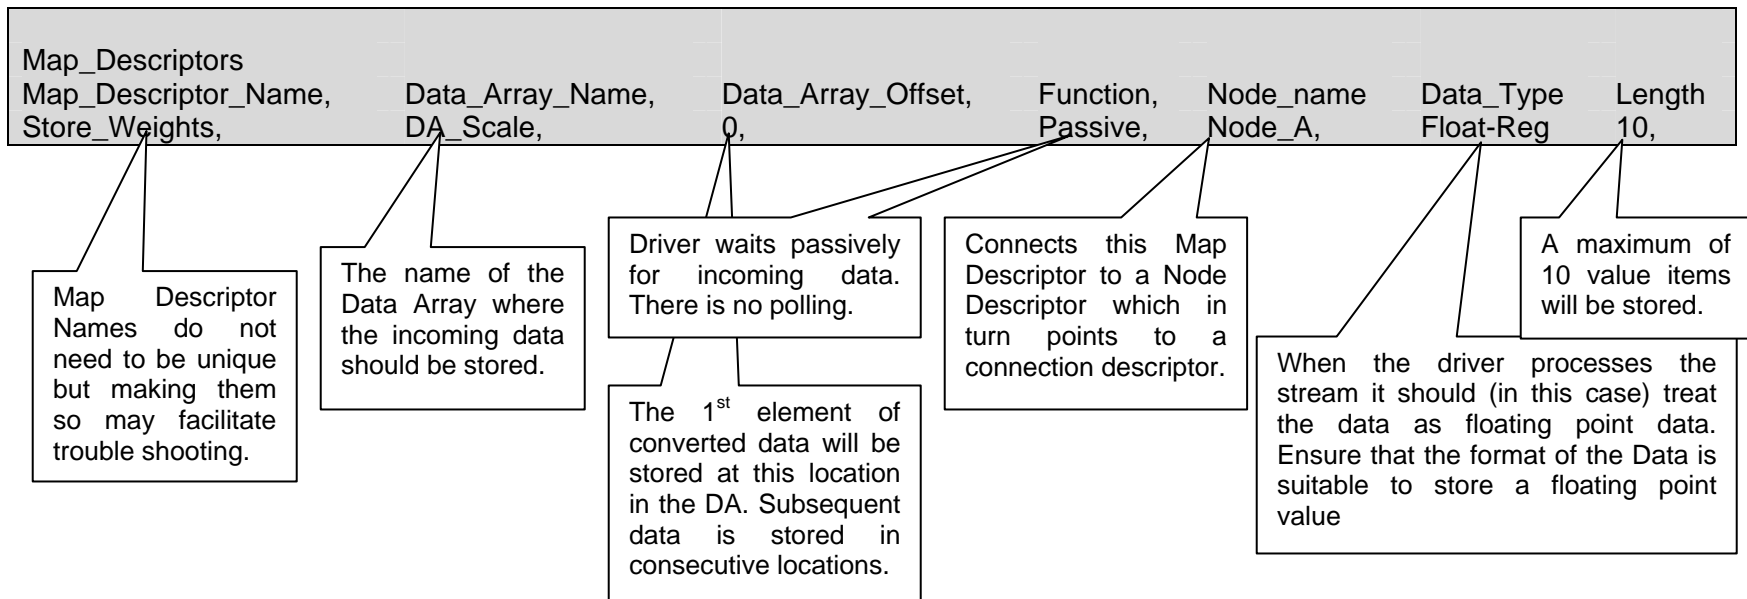 Map_Descriptors
Map_Descriptor_Name, Data_Array_Name, Data_Array_Offset, Function, Node_name Data_Type Length
Store_Weights, DA_Scale, 0, Passive, Node_A, Float-Reg 10,
Map Descriptor
Names do not
need to be unique
but making them
so may facilitate
trouble shooting.
The name of the
Data Array where
the incoming data
should be stored.
Driver waits passively
for incoming data.
There is no polling.
The 1st element of
converted data will be
stored at this location
in the DA. Subsequent
data is stored in
consecutive locations.
Connects this Map
Descriptor to a Node
Descriptor which in
turn points to a
connection descriptor.
When the driver processes the
stream it should (in this case) treat
the data as floating point data.
Ensure that the format of the Data is
suitable to store a floating point
value
A maximum of
10 value items
will be stored.